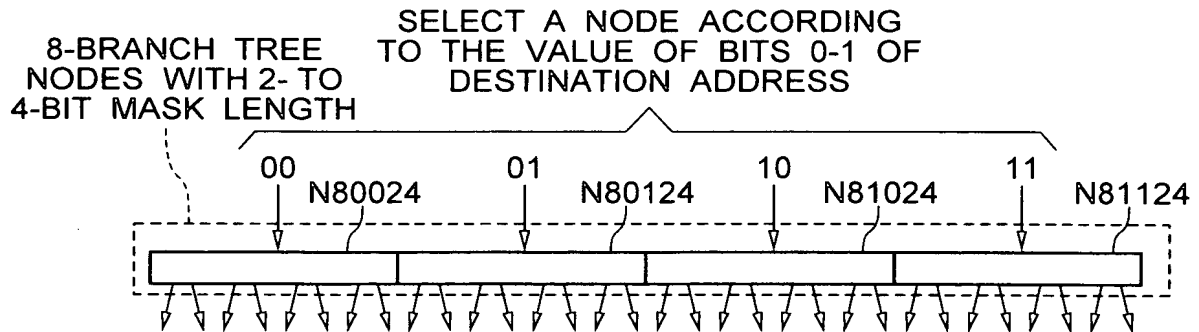 SELECT A NODE ACCORDING
TO THE VALUE OF BITS 0-1 OF
DESTINATION ADDRESS
8-BRANCH TREE
NODES WITH 2- TO
4-BIT MASK LENGTH
00 01 10 11
N80024 N80124 N81024 N81124